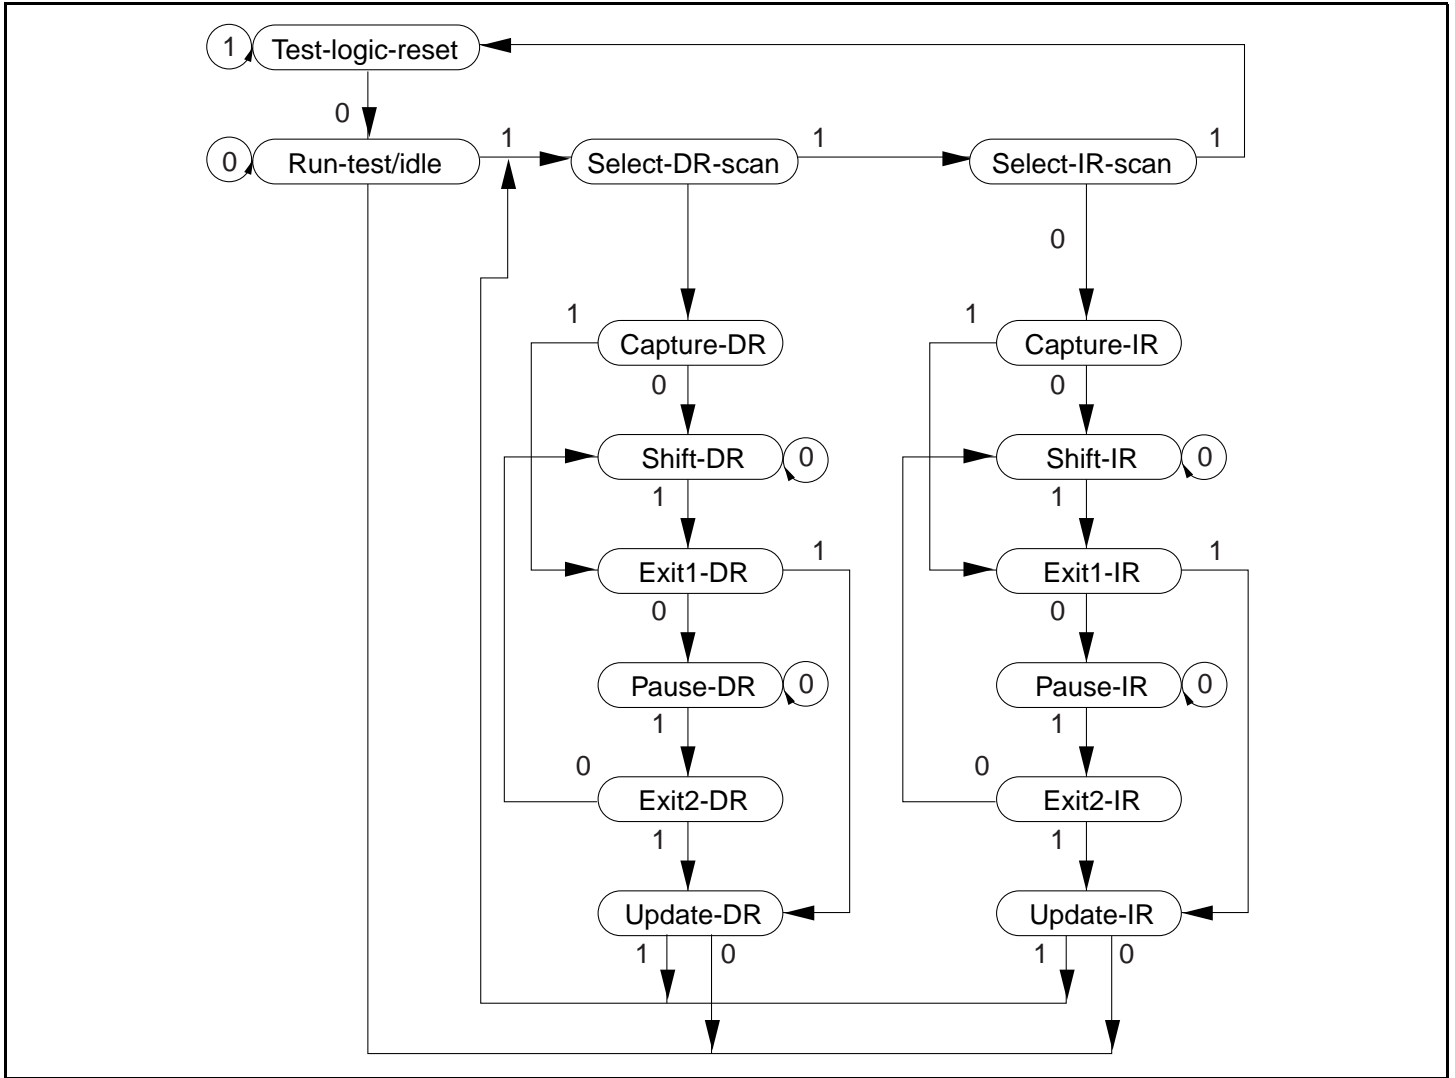 1 Test-logic-reset
0
0 Run-test/idle 1 Select-DR-scan 1 Select-IR-scan 1
0
1 1
Capture-DR Capture-IR
0 0
Shift-DR 0 Shift-IR 0
1 1
1 1
Exit1-DR Exit1-IR
0 0
Pause-DR 0 Pause-IR 0
1 1
0 0
Exit2-DR Exit2-IR
1 1
Update-DR Update-IR
1 0 1 0